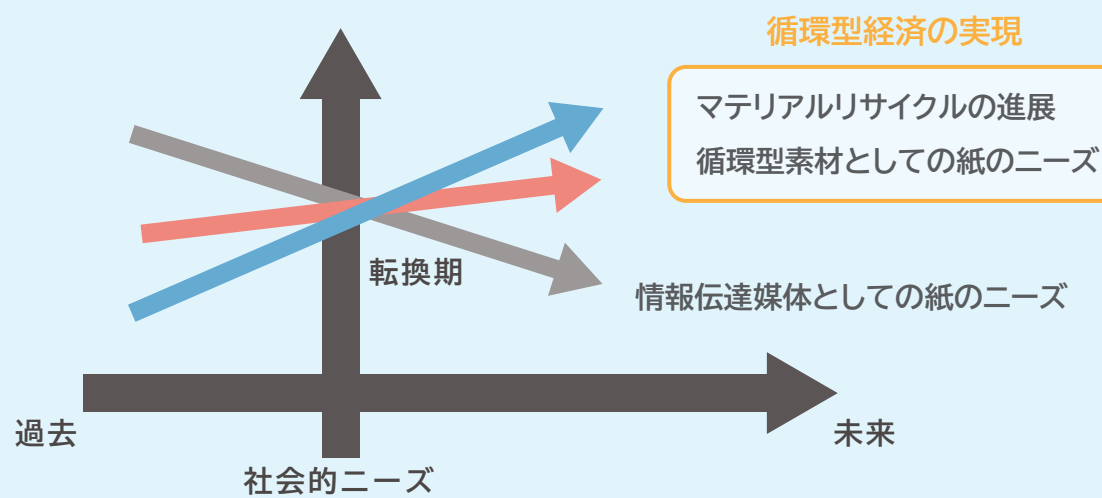 循環型経済の実現
マテリアルリサイクルの進展
循環型素材としての紙のニーズ
転換期
情報伝達媒体としての紙のニーズ
過去
未来
社会的ニーズ